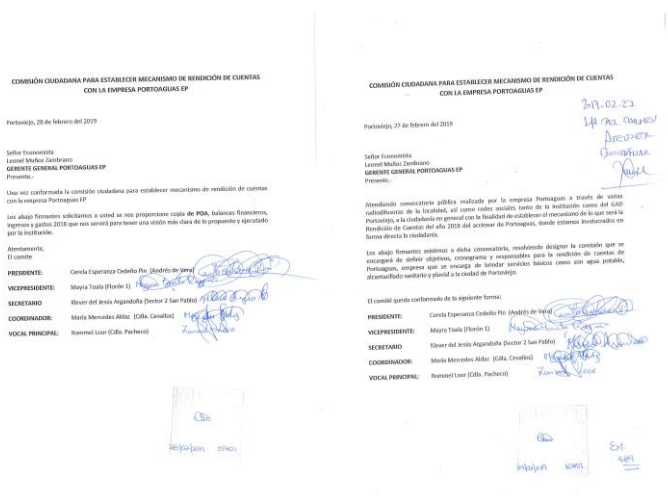 COMISIÓN CIUDADANA PARA ESTABLECER MECANISMO DE RENDICIÓN DE CUENTAS
CON LA EMPRESA PORTOAGUAS EP
Portoviejo, 28 de febrero del 2019
Señor Economista
Leonel Muñoz Zambrano
GERENTE GENERAL PORTOAGUAS EP
Presente.-
Una vez conformada la comisión ciudadana para establecer mecanismo de rendición de cuentas
con la empresa Portoaguas EP
Los abajo firmantes solicitamos a usted se nos proporcione copia de POA, balances financieros,
ingresos y gastos 2018 que nos servirá para tener una visión más clara de lo propuesto y ejecutado
por la institución.
Atentamente,
El comite
PRESIDENTE: Cerela Esperanza Cedeño Pin (Andrés de Vera)
VICEPRESIDENTE: Mayra Toala (Florón 1)
SECRETARIO Klever del Jesús Argandoña (Sector 2 San Pablo)
COORDINADOR: María Mercedes Aldaz (Cdla. Cevallos)
VOCAL PRINCIPAL: Rommel Loor (Cdla. Pacheco)
COMISIÓN CIUDADANA PARA ESTABLECER MECANISMO DE RENDICIÓN DE CUENTAS
CON LA EMPRESA PORTOAGUAS EP
Portoviejo, 27 de febrero del 2019
Señor Economista
Leonel Muñoz Zambrano
GERENTE GENERAL PORTOAGUAS EP
Presente.-
Atendiendo convocatoria pública realizada por la empresa Portoaguas a través de varias
radiodifusoras de la localidad, así como redes sociales tanto de la institución como del GAD
Portoviejo, a la ciudadanía en general con la finalidad de establecer el mecanismo de lo que será la
Rendición de Cuentas del año 2018 del accionar de Portoaguas, donde estamos involucrados en
forma directa la ciudadanía.
Los abajo firmantes asistimos a dicha convocatoria, resolviendo designar la comisión que se
encargará de definir objetivos, cronograma y responsables para la rendición de cuentas de
Portoaguas, empresa que se encarga de brindar servicios básicos como son agua potable,
alcantarillado sanitario y pluvial a la ciudad de Portoviejo.
El comité queda conformado de la siguiente forma:
PRESIDENTE: Cerela Esperanza Cedeño Pin (Andrés de Vera)
VICEPRESIDENTE: Mayra Toala (Florón 1)
SECRETARIO Klever del Jesús Argandoña (Sector 2 San Pablo)
COORDINADOR: María Mercedes Aldaz (Cdla. Cevallos)
VOCAL PRINCIPAL: Rommel Loor (Cdla. Pacheco)
Ext.